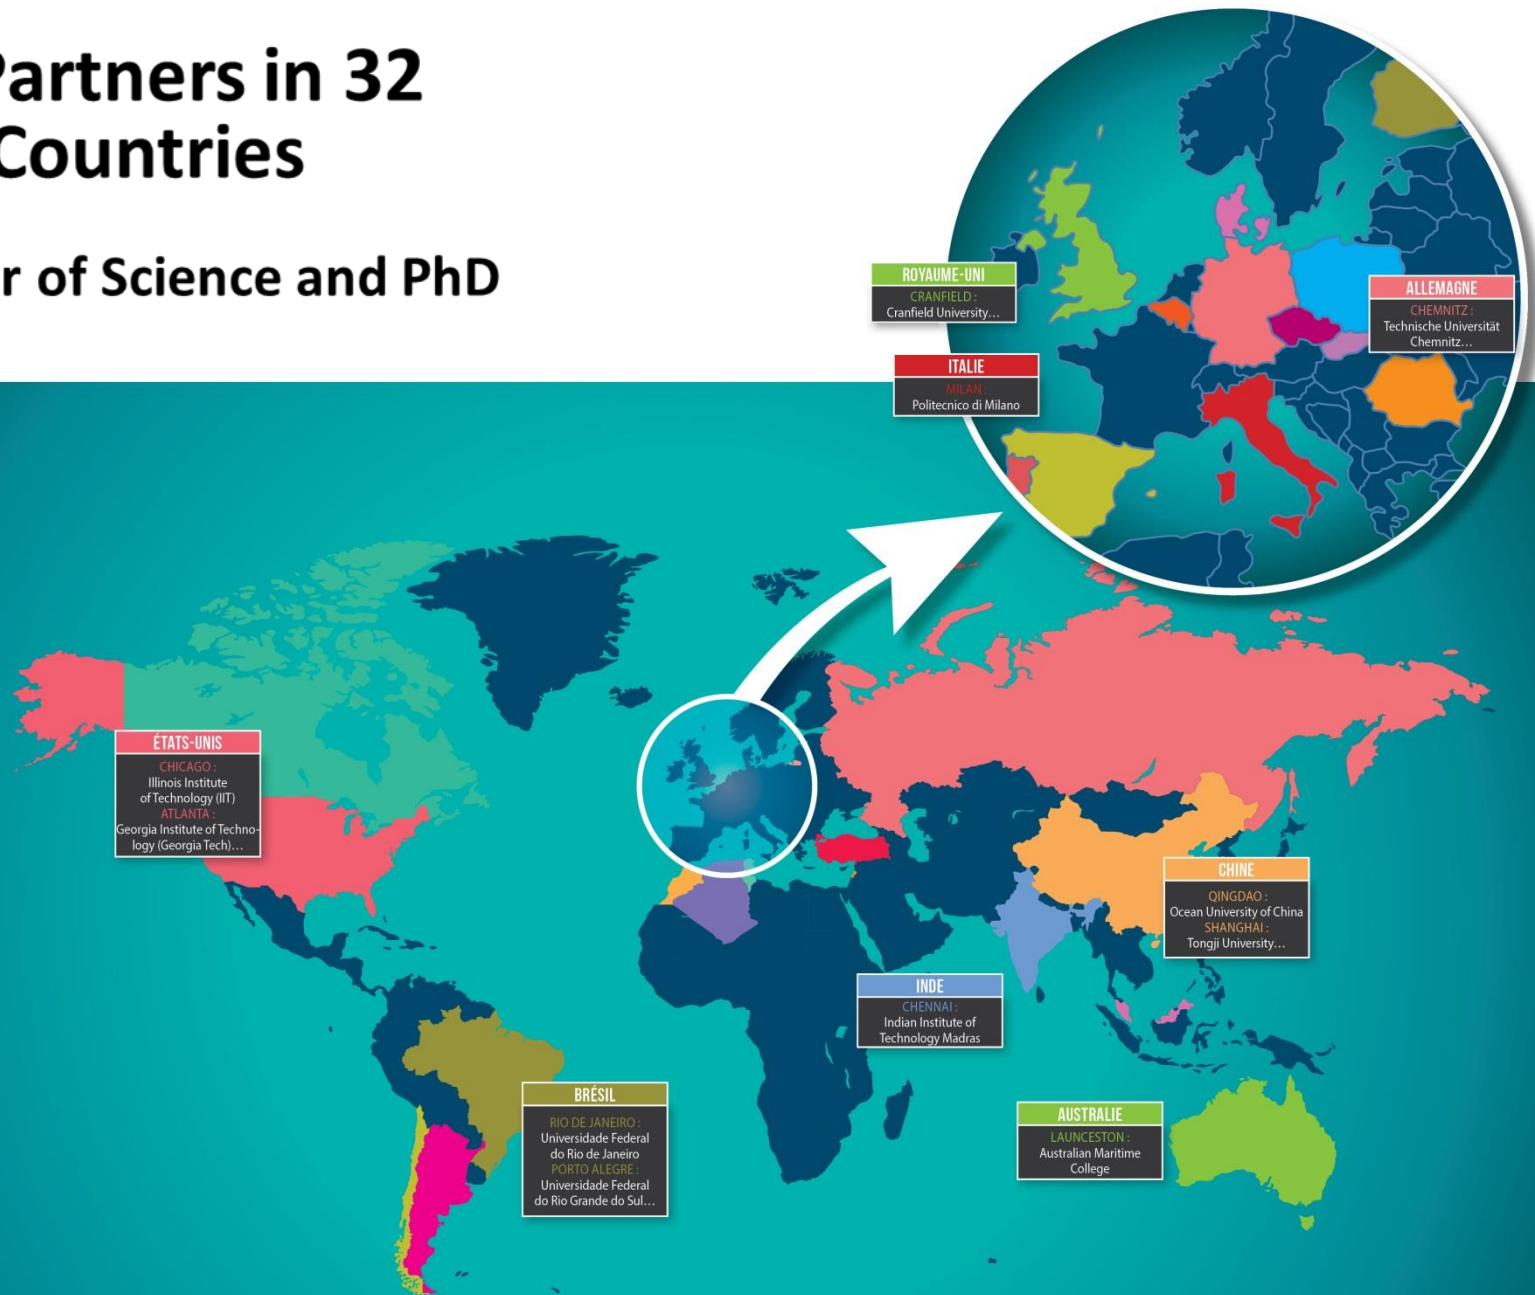 Partners in 32
Countries
r of Science and PhD
ROYAUME-UNI
CRANFIELD :
Cranfield University...
ALLEMAGNE
CHEMNITZ :
Technische Universität
Chemnitz...
ITALIE
MILAN :
Politecnico di Milano
ÉTATS-UNIS
CHICAGO :
Illinois Institute
of Technology (IIT)
ATLANTA :
Georgia Institute of Techno-
logy (Georgia Tech)...
CHINE
QINGDAO :
Ocean University of China
SHANGHAI :
Tongji University...
INDE
CHENNAI :
Indian Institute of
Technology Madras
BRÉSIL
RIO DE JANEIRO :
Universidade Federal
do Rio de Janeiro
PORTO ALEGRE :
Universidade Federal
do Rio Grande do Sul...
AUSTRALIE
LAUNCESTON :
Australian Maritime
College